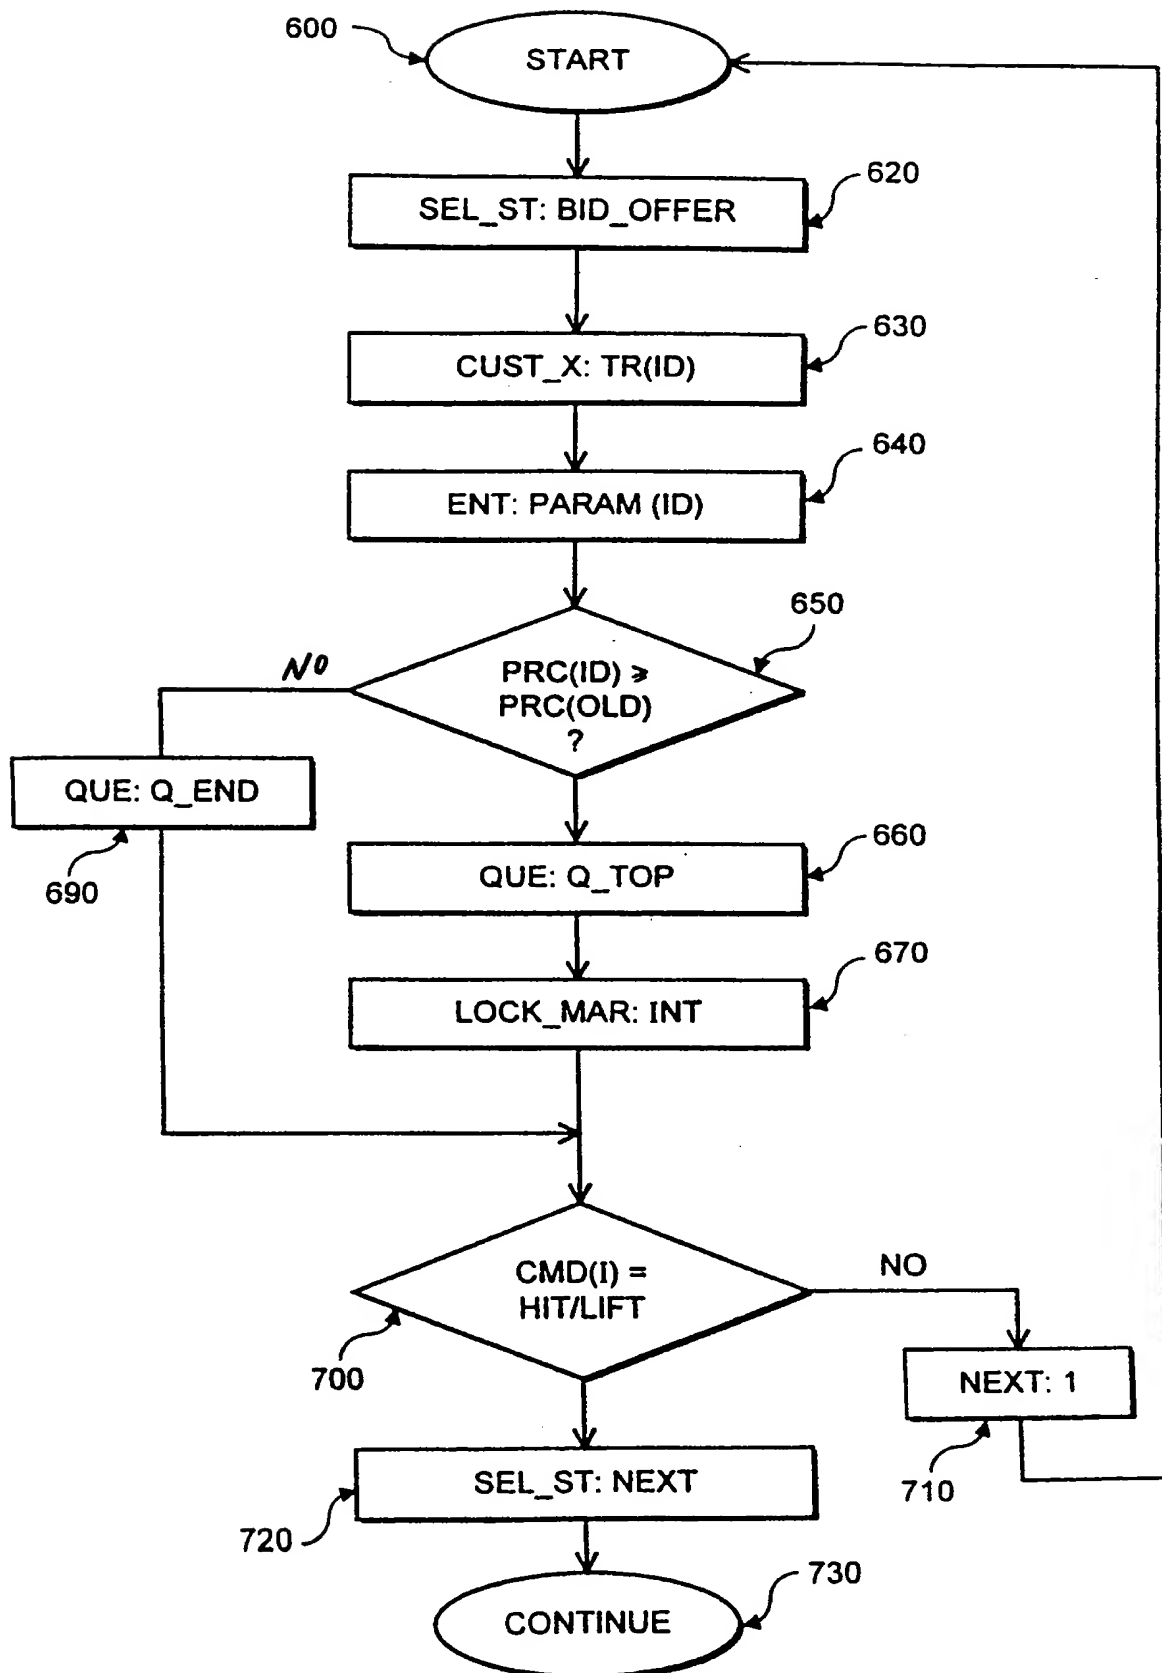 600
START
620
SEL_ST: BID_OFFER
630
CUST_X: TR(ID)
640
ENT: PARAM (ID)
650
NO
PRC(ID) ⩾
PRC(OLD)
?
QUE: Q_END
690
660
QUE: Q_TOP
670
LOCK_MAR: INT
CMD(I) =
HIT/LIFT
NO
700
NEXT: 1
710
SEL_ST: NEXT
720
730
CONTINUE